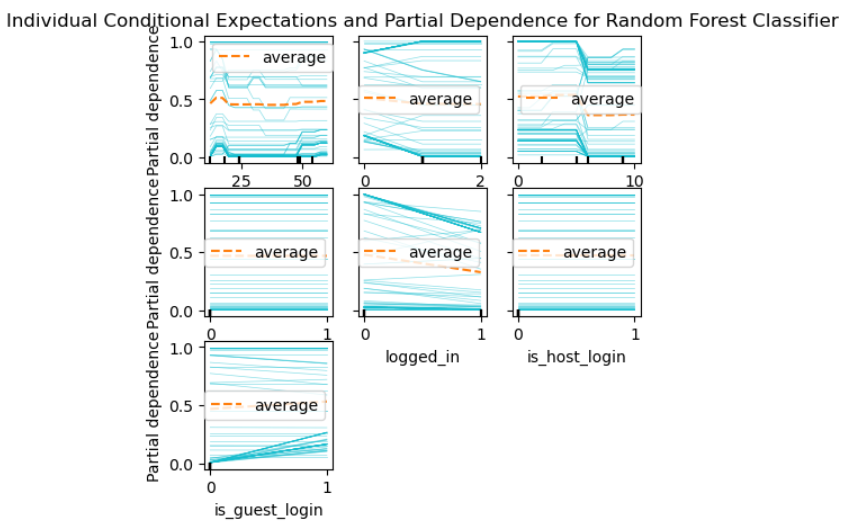 Individual Conditional Expectations and Partial Dependence for Random Forest Classifier
1.0
0.5
0.0
Partial dependence
average
25
50
average
0
2
average
0
10
1.0
0.5
0.0
Partial dependence
average
0
1
average
0
1
logged_in
average
0
1
is_host_login
1.0
0.5
0.0
Partial dependence
average
0
1
is_guest_login